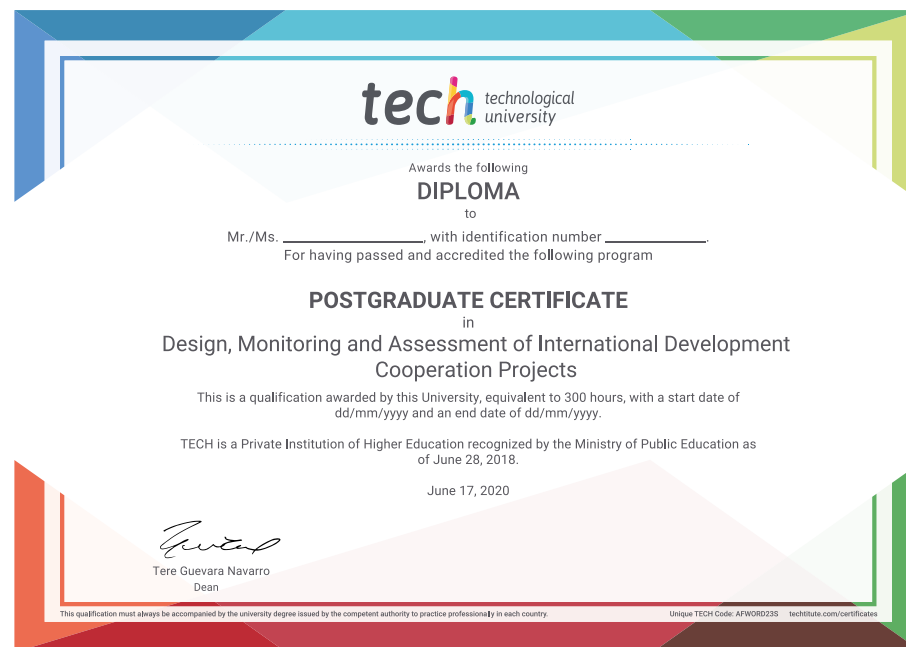 tech technological
university
Awards the following
DIPLOMA
to
Mr./Ms. ____________________, with identification number ______________.
For having passed and accredited the following program
POSTGRADUATE CERTIFICATE
in
Design, Monitoring and Assessment of International Development
Cooperation Projects
This is a qualification awarded by this University, equivalent to 300 hours, with a start date of
dd/mm/yyyy and an end date of dd/mm/yyyy.
TECH is a Private Institution of Higher Education recognized by the Ministry of Public Education as
of June 28, 2018.
June 17, 2020
Tere Guevara Navarro
Dean
This qualification must always be accompanied by the university degree issued by the competent authority to practice professionally in each country.
Unique TECH Code: AFWORD23S techtitute.com/certificates